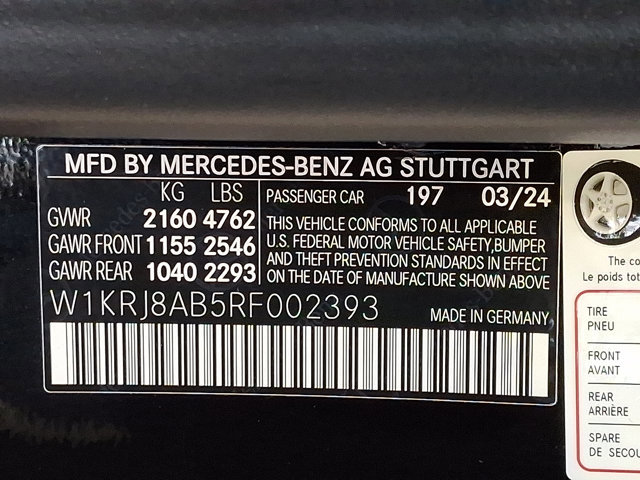 MFD BY MERCEDES-BENZ AG STUTTGART
KG LBS
GVWR 2160 4762
GAWR FRONT 1155 2546
GAWR REAR 1040 2293
PASSENGER CAR 197 03/24
THIS VEHICLE CONFORMS TO ALL APPLICABLE
U.S. FEDERAL MOTOR VEHICLE SAFETY,BUMPER
AND THEFT PREVENTION STANDARDS IN EFFECT
ON THE DATE OF MANUFACTURE SHOWN ABOVE
W1KRJ8AB5RF002393
MADE IN GERMANY
The co
Le poids tot
TIRE
PNEU
FRONT
AVANT
REAR
ARRIÈRE
SPARE
DE SECOU